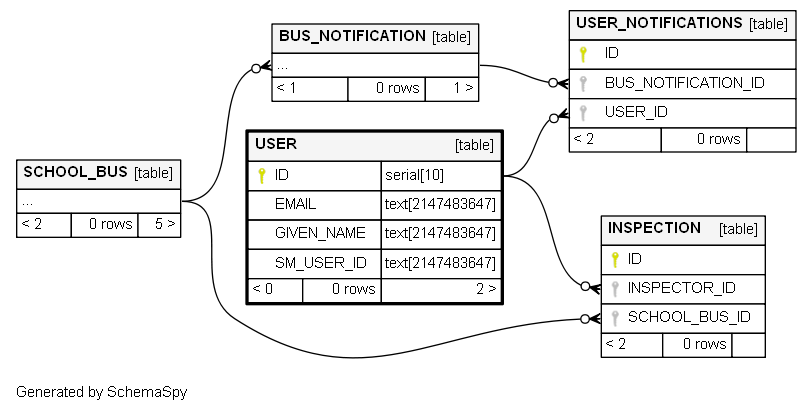 BUS_NOTIFICATION [table]
...
< 1 0 rows 1 >
USER_NOTIFICATIONS [table]
ID
BUS_NOTIFICATION_ID
USER_ID
< 2 0 rows
USER [table]
ID serial[10]
EMAIL text[2147483647]
GIVEN_NAME text[2147483647]
SM_USER_ID text[2147483647]
< 0 0 rows 2 >
SCHOOL_BUS [table]
...
< 2 0 rows 5 >
INSPECTION [table]
ID
INSPECTOR_ID
SCHOOL_BUS_ID
< 2 0 rows
Generated by SchemaSpy